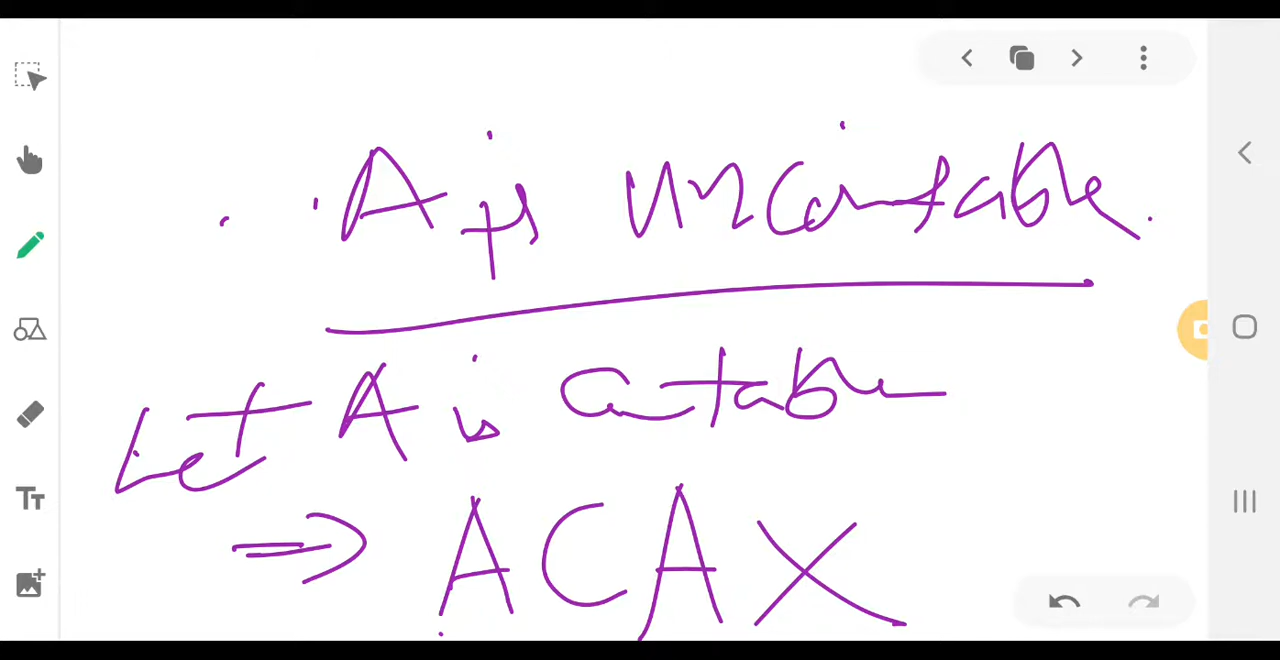 ∴ A is uncountable.
Let A is countable
⇒ A ⊂ A X